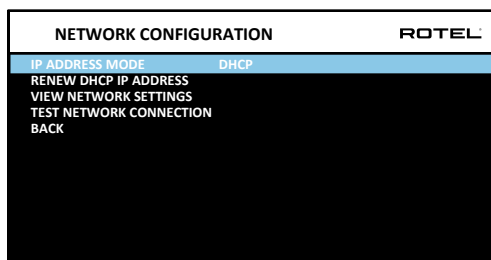 NETWORK CONFIGURATION ROTEL
IP ADDRESS MODE DHCP
RENEW DHCP IP ADDRESS
VIEW NETWORK SETTINGS
TEST NETWORK CONNECTION
BACK